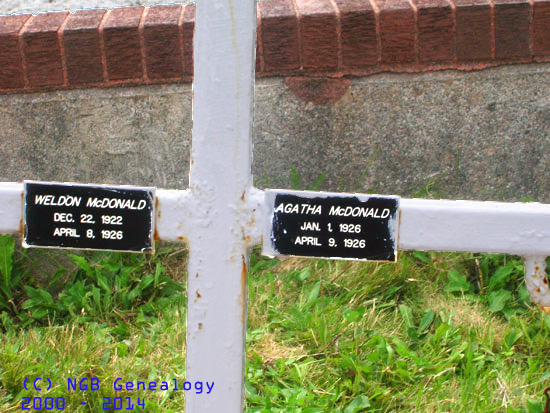 WELDON McDONALD
DEC. 22, 1922
APRIL 8, 1926
AGATHA McDONALD
JAN. 1, 1926
APRIL 9, 1926
(C) NGB Genealogy
2000 - 2014